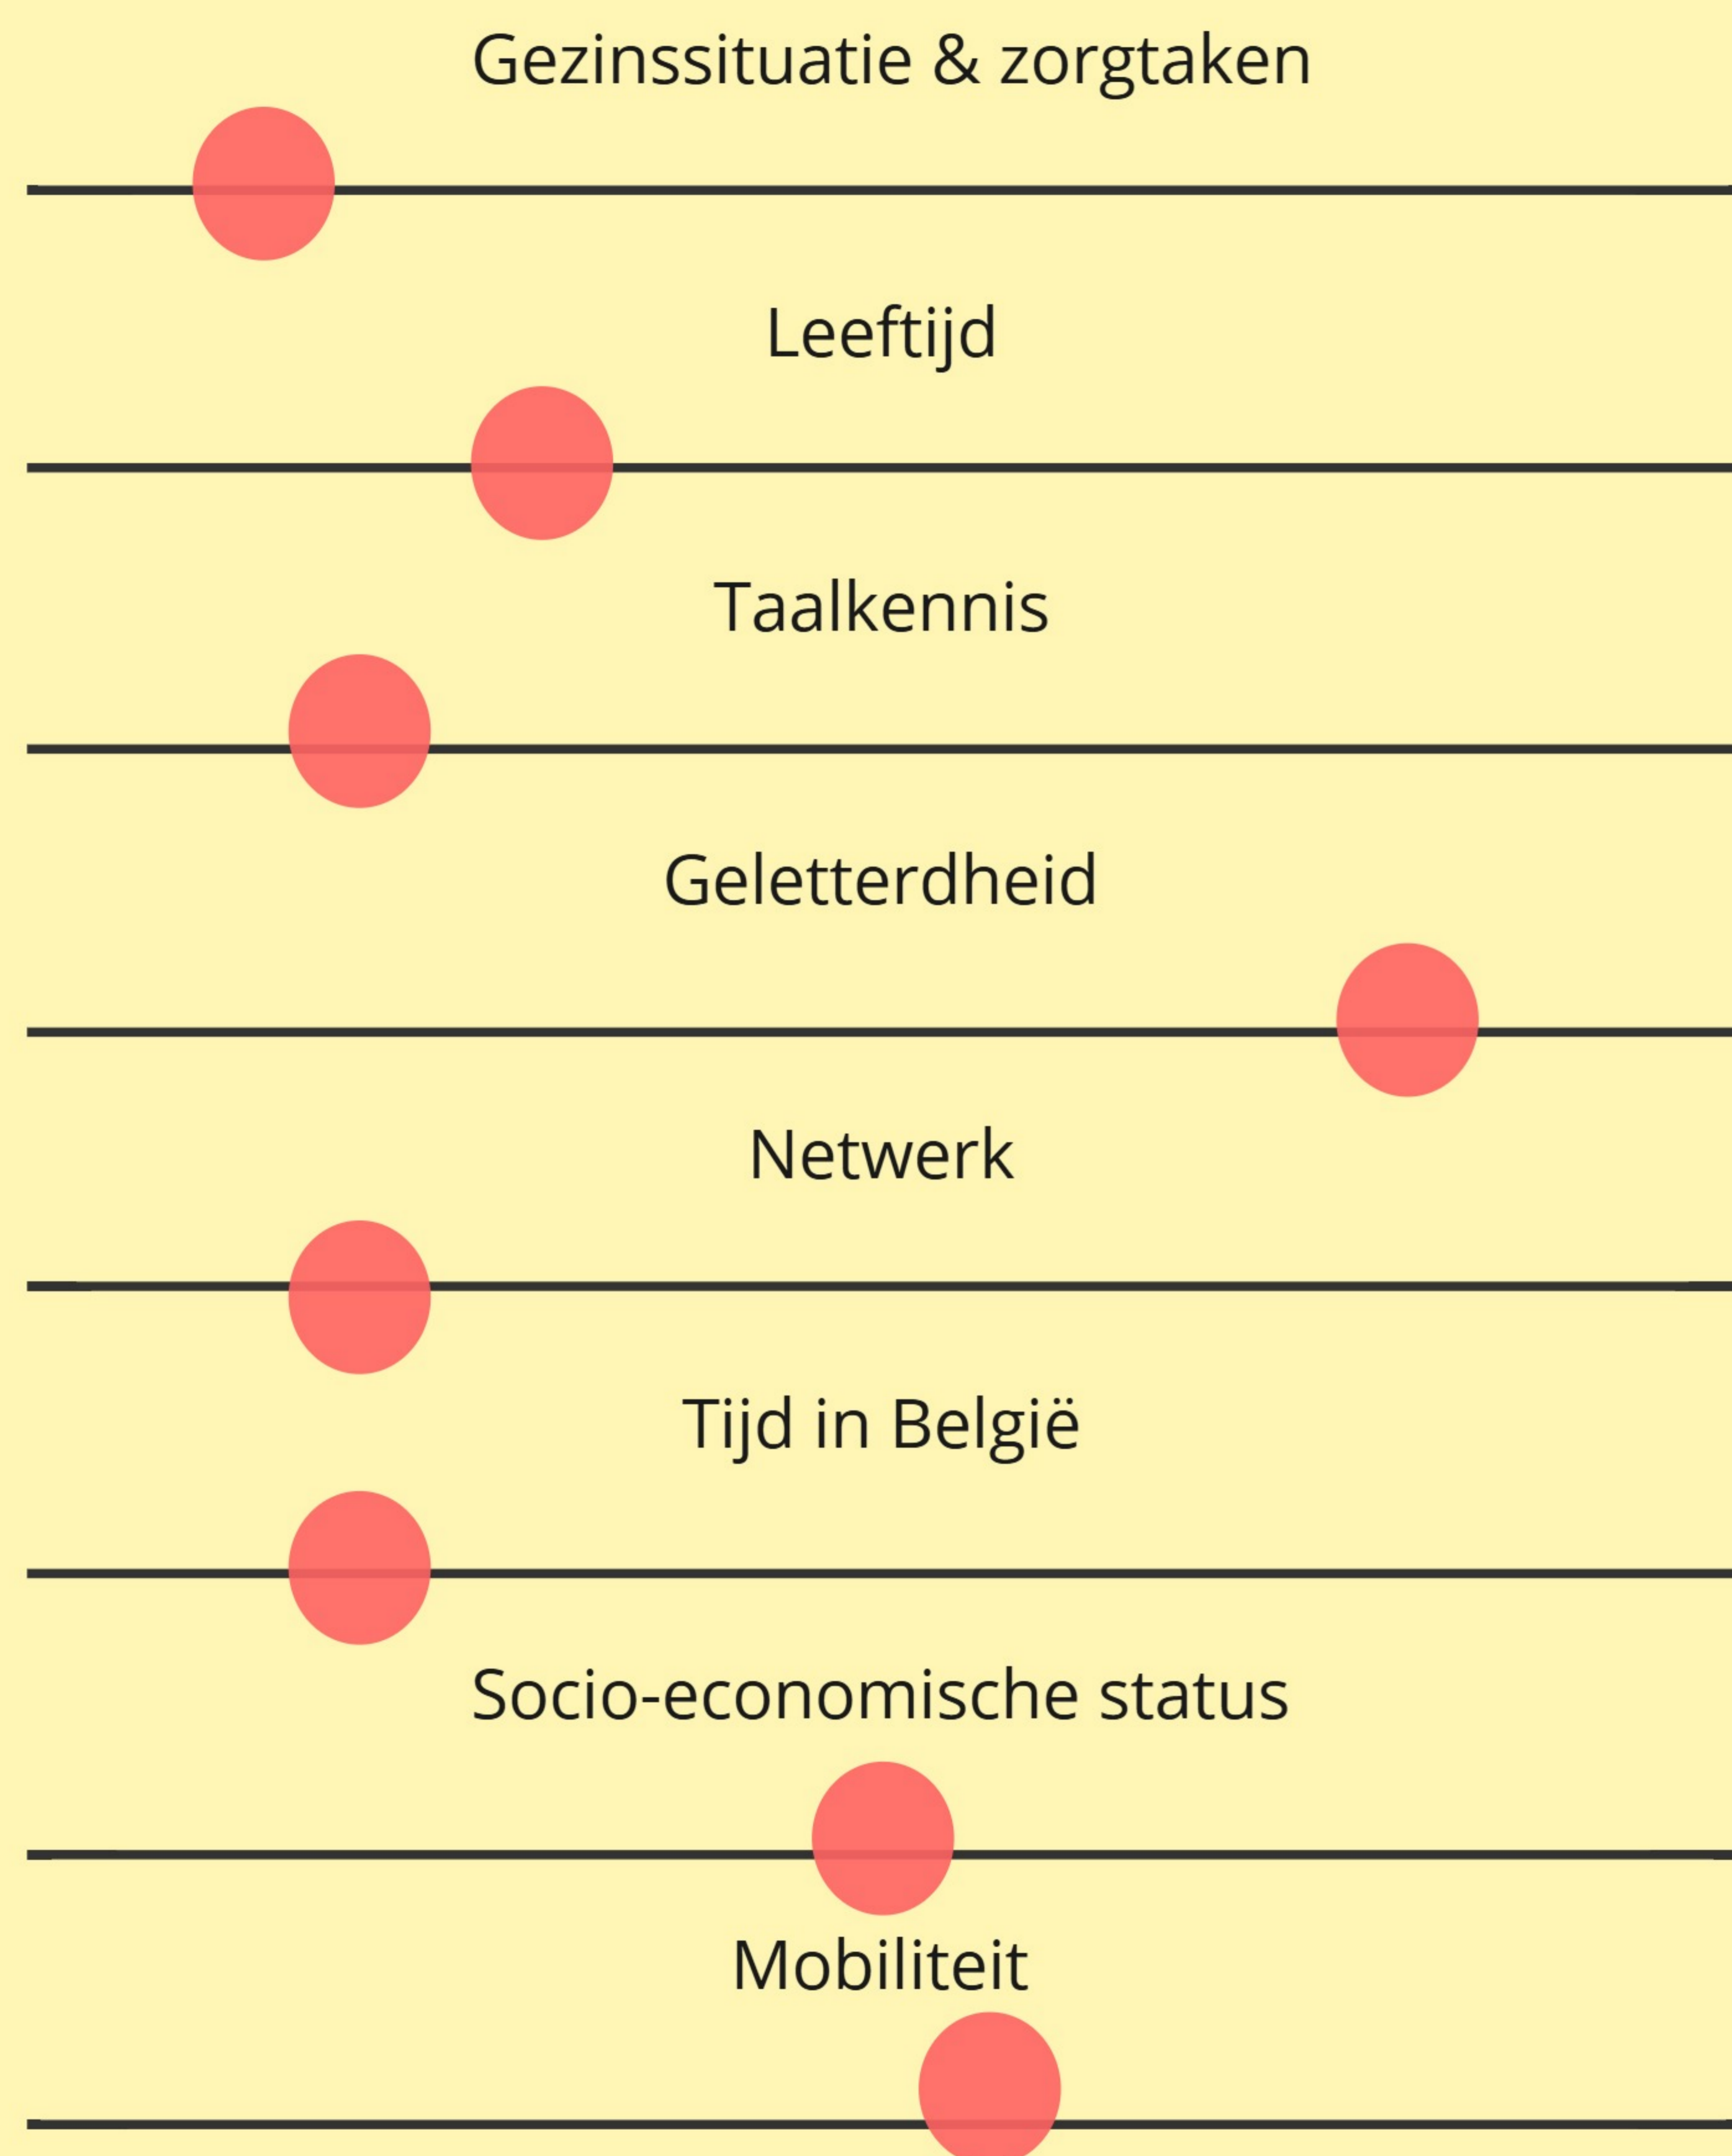 Gezinssituatie & zorgtaken
Leeftijd
Taalkennis
Geletterdheid
Netwerk
Tijd in België
Socio-economische status
Mobiliteit